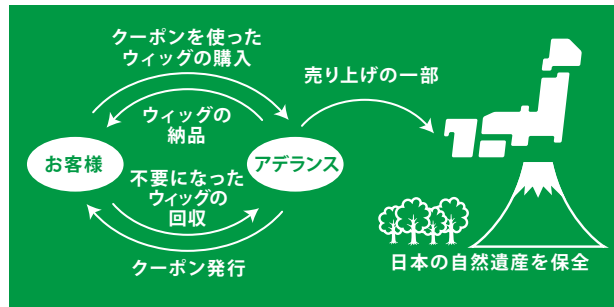 クーポンを使った
ウィッグの購入
売り上げの一部
ウィッグの
納品
お客様
アデランス
不要になった
ウィッグの
回収
クーポン発行
日本の自然遺産を保全